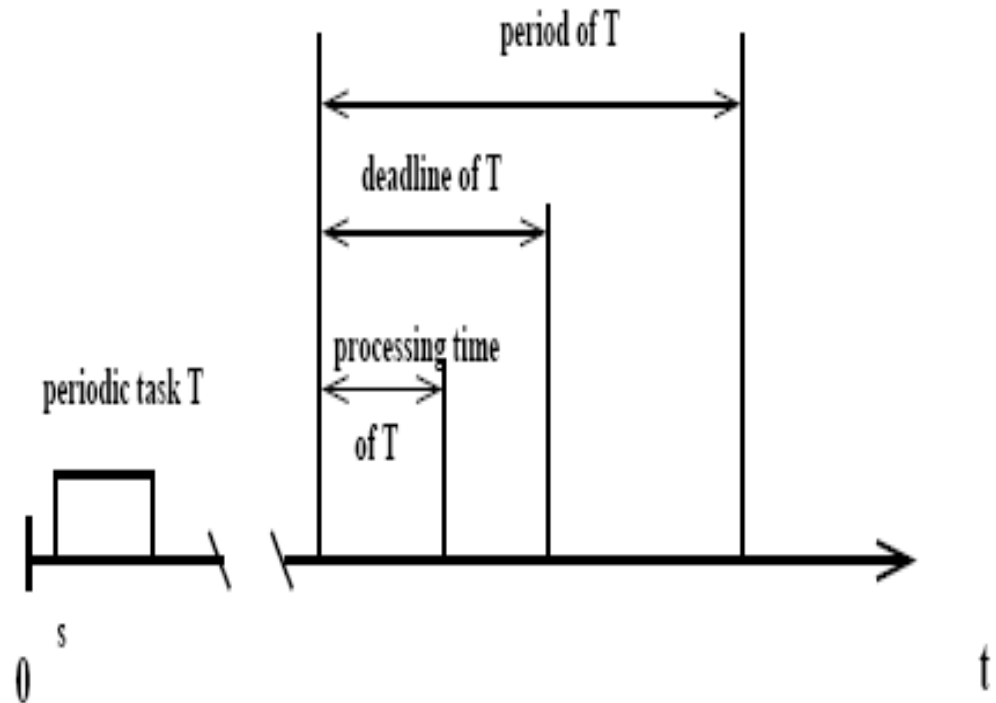 period of T
deadline of T
processing time
of T
periodic task T
s
0
t